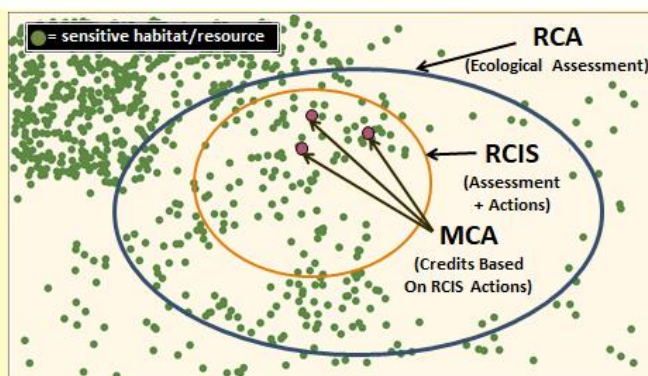 = sensitive habitat/resource
RCA
(Ecological Assessment)
RCIS
(Assessment
+ Actions)
MCA
(Credits Based
On RCIS Actions)